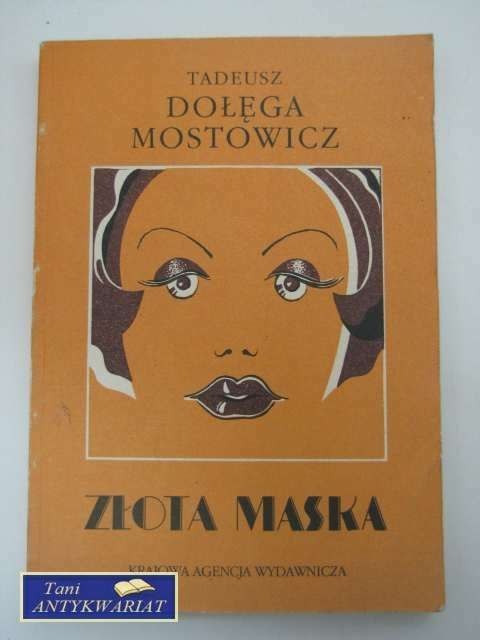 TADEUSZ
DOŁĘGA
MOSTOWICZ
ZŁOTA MASKA
KRAJOWA AGENCJA WYDAWNICZA
Tani
ANTYKWARIAT